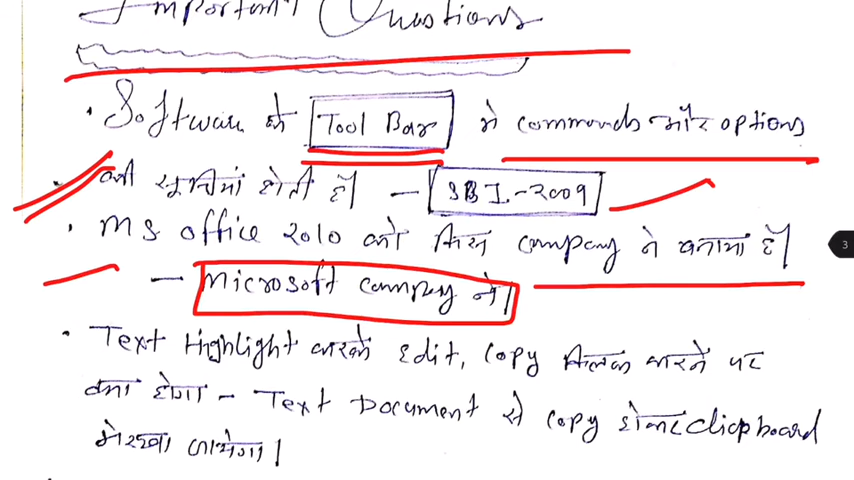 Important Questions
• Software के Tool Bar में commands और options
की सूचियां होती हैं। – SBI-2009
• MS office 2010 को किस company ने बनाया है।
– Microsoft Company ने।
• Text Highlight करके Edit, Copy क्लिक करने पर
क्या होगा – Text Document से copy होकर clipboard
में रखा जायेगा।
3